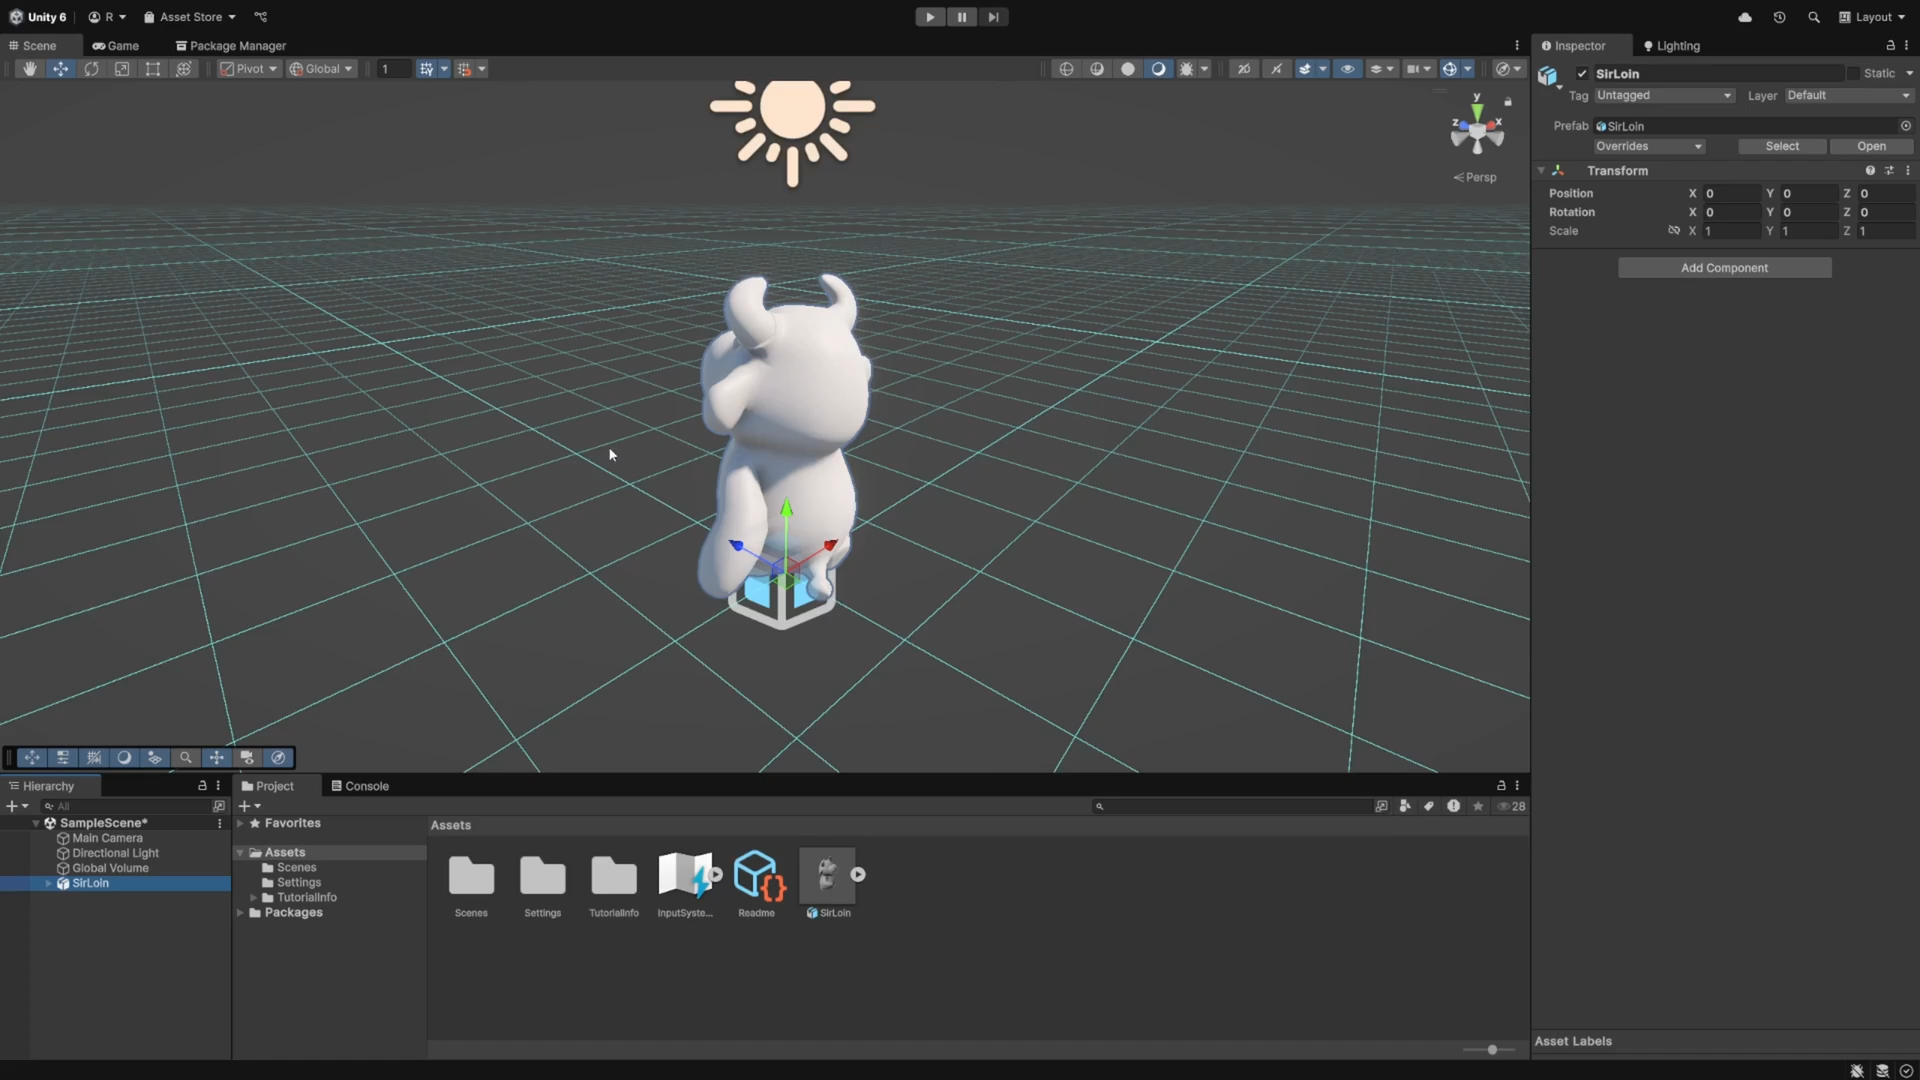 Unity 6 R Asset Store Layout
Scene Game Package Manager
Pivot Global 1
y
z x
Persp
Inspector Lighting
SirLoin Static
Tag Untagged Layer Default
Prefab SirLoin
Overrides Select Open
Transform
Position X 0 Y 0 Z 0
Rotation X 0 Y 0 Z 0
Scale X 1 Y 1 Z 1
Add Component
Hierarchy
All
SampleScene*
Main Camera
Directional Light
Global Volume
SirLoin
Project Console
28
Favorites
Assets
Scenes
Settings
TutorialInfo
Packages
Assets
Scenes Settings TutorialInfo InputSyste... Readme SirLoin
Asset Labels